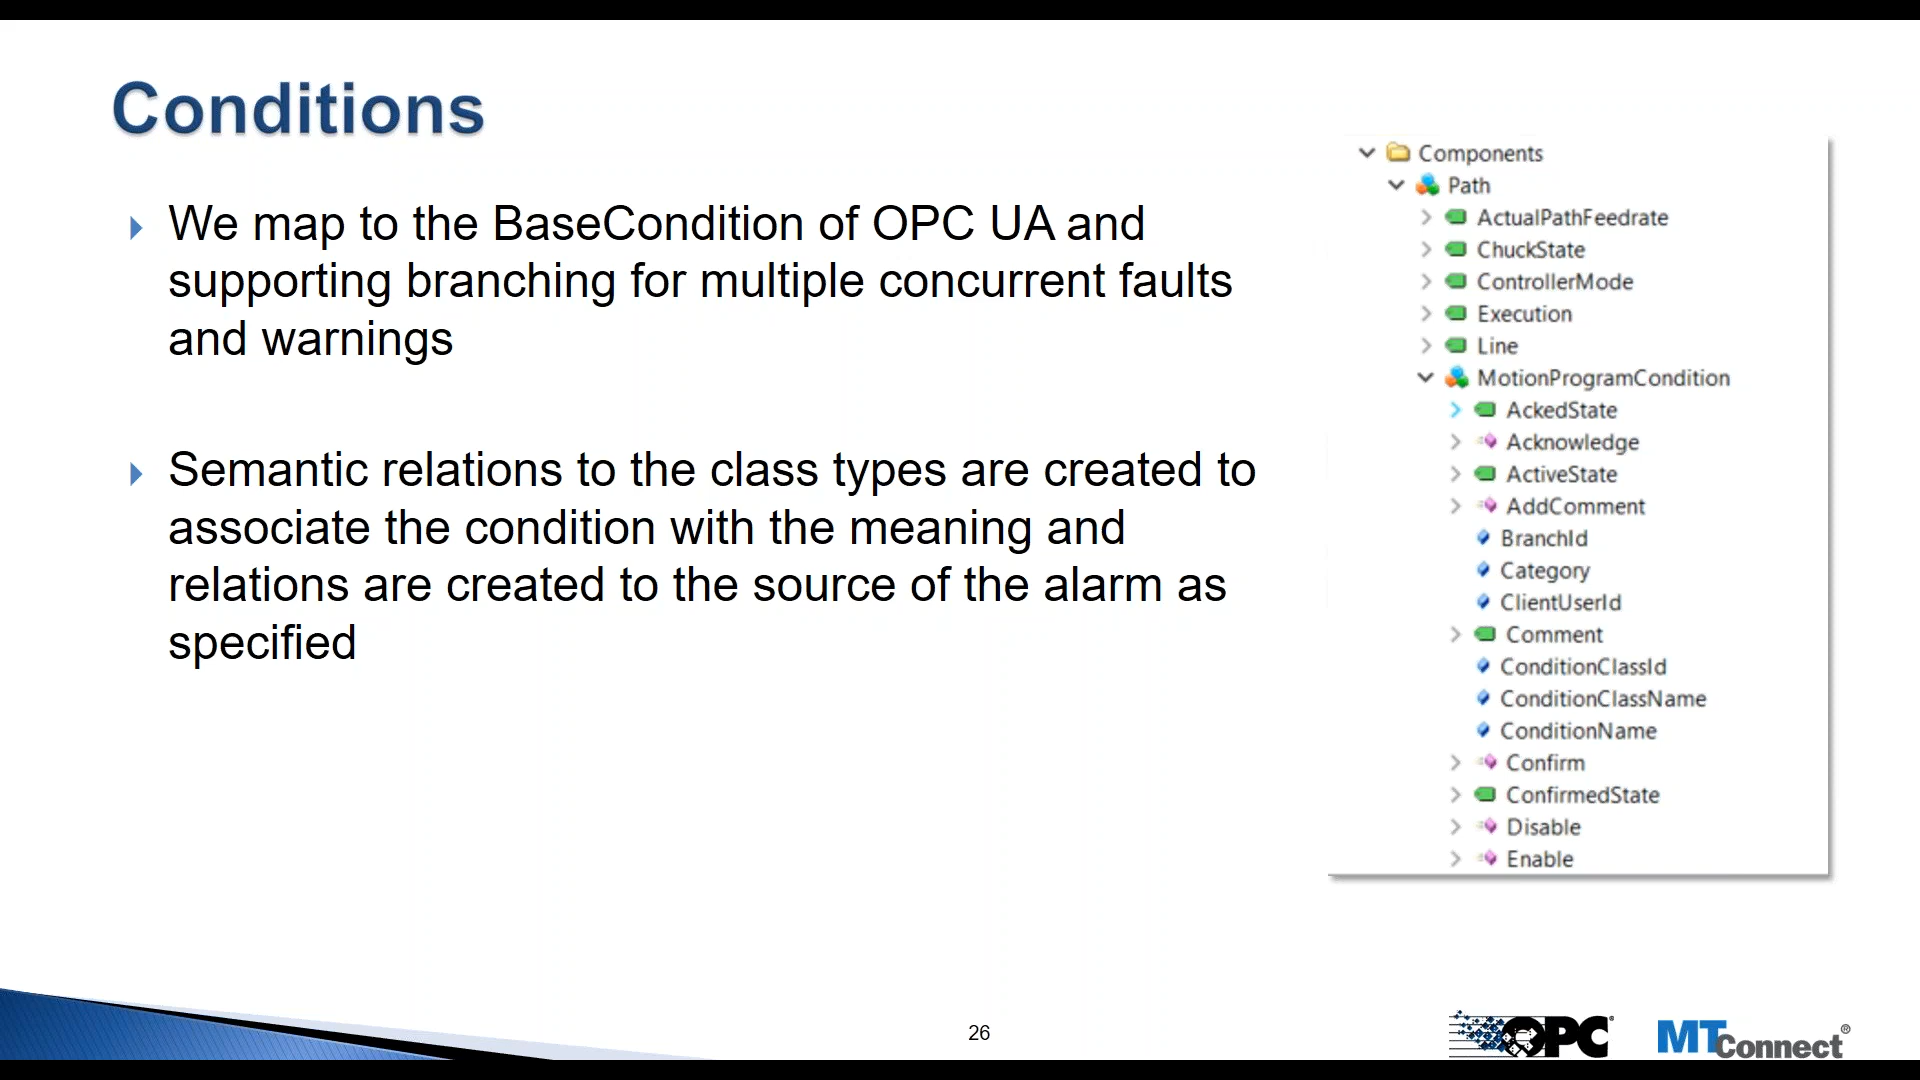 Conditions
We map to the BaseCondition of OPC UA and
supporting branching for multiple concurrent faults
and warnings
Semantic relations to the class types are created to
associate the condition with the meaning and
relations are created to the source of the alarm as
specified
Components
Path
ActualPathFeedrate
ChuckState
ControllerMode
Execution
Line
MotionProgramCondition
AckedState
Acknowledge
ActiveState
AddComment
BranchId
Category
ClientUserId
Comment
ConditionClassId
ConditionClassName
ConditionName
Confirm
ConfirmedState
Disable
Enable
26
OPC
MTConnect®